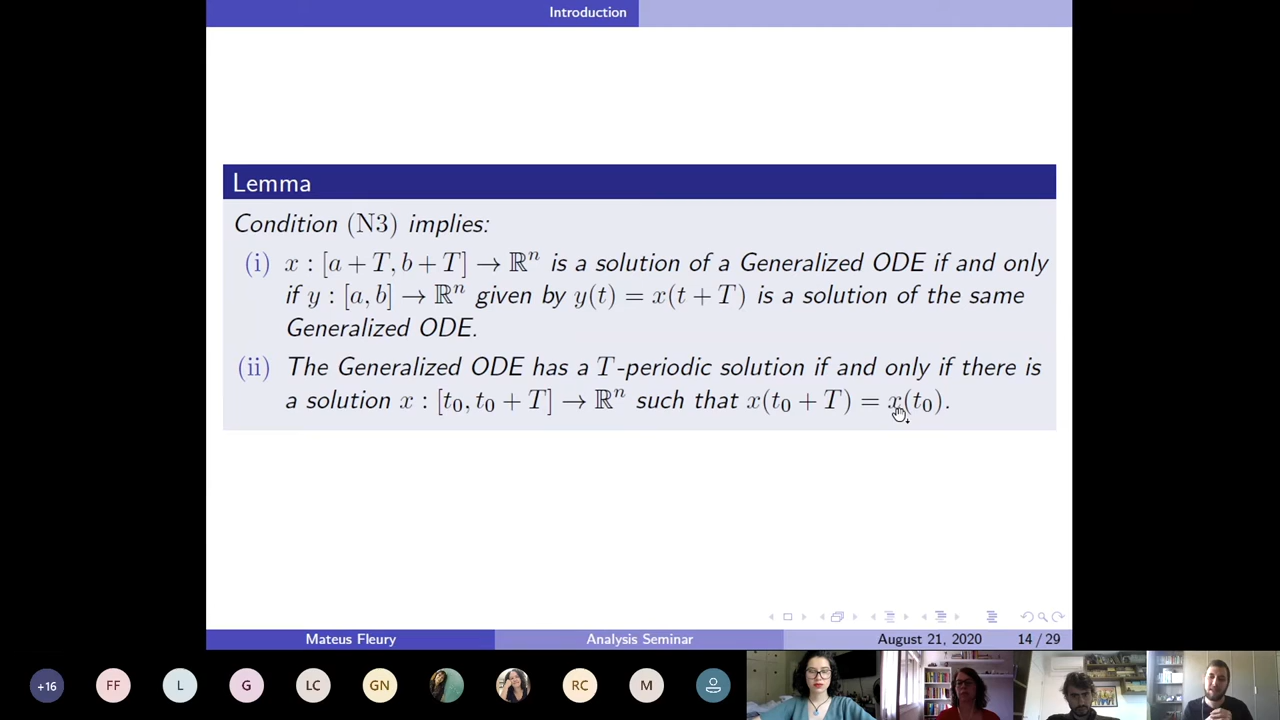 Introduction
Lemma
Condition (N3) implies:
(i) x : [a + T, b + T] → ℝⁿ is a solution of a Generalized ODE if and only
if y : [a, b] → ℝⁿ given by y(t) = x(t + T) is a solution of the same
Generalized ODE.
(ii) The Generalized ODE has a T-periodic solution if and only if there is
a solution x : [t₀, t₀ + T] → ℝⁿ such that x(t₀ + T) = x(t₀).
Mateus Fleury Analysis Seminar August 21, 2020 14 / 29
+16 FF L G LC GN RC M